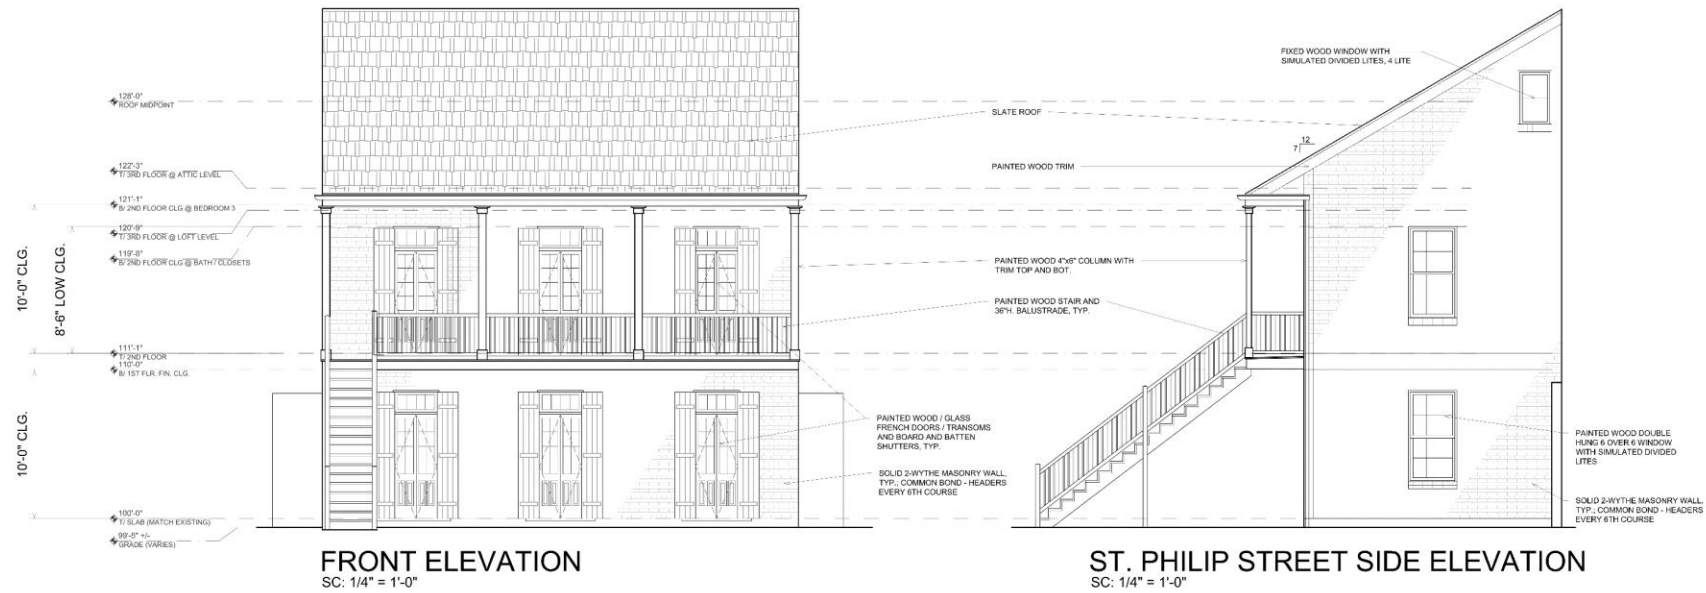 128'-0"
ROOF MIDPOINT
122'-3"
T/ 3RD FLOOR @ ATTIC LEVEL
121'-1"
B/ 2ND FLOOR CLG @ BEDROOM 3
120'-9"
T/ 3RD FLOOR @ LOFT LEVEL
119'-8"
B/ 2ND FLOOR CLG @ BATH / CLOSETS
10'-0" CLG.
8'-6" LOW CLG.
111'-1"
T/ 2ND FLOOR
110'-0"
B/ 1ST FLR. FIN. CLG.
10'-0" CLG.
100'-0"
T/ SLAB (MATCH EXISTING)
99'-5" +/-
GRADE (VARIES)
FRONT ELEVATION
SC: 1/4" = 1'-0"
SLATE ROOF
PAINTED WOOD TRIM
PAINTED WOOD 4"x6" COLUMN WITH
TRIM TOP AND BOT.
PAINTED WOOD STAIR AND
36"H. BALUSTRADE, TYP.
PAINTED WOOD / GLASS
FRENCH DOORS / TRANSOMS
AND BOARD AND BATTEN
SHUTTERS, TYP.
SOLID 2-WYTHE MASONRY WALL,
TYP.; COMMON BOND - HEADERS
EVERY 6TH COURSE
FIXED WOOD WINDOW WITH
SIMULATED DIVIDED LITES, 4 LITE
12
7
PAINTED WOOD DOUBLE
HUNG 6 OVER 6 WINDOW
WITH SIMULATED DIVIDED
LITES
SOLID 2-WYTHE MASONRY WALL,
TYP.; COMMON BOND - HEADERS
EVERY 6TH COURSE
ST. PHILIP STREET SIDE ELEVATION
SC: 1/4" = 1'-0"